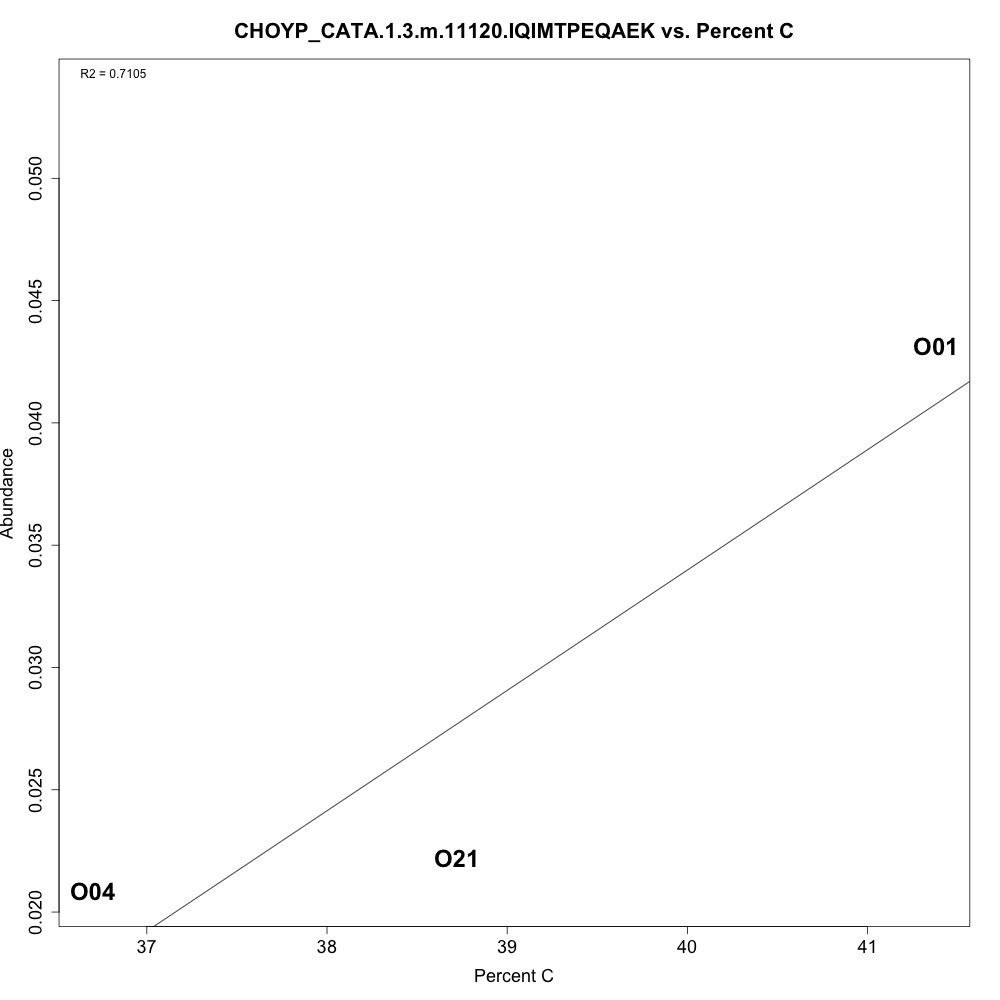 CHOYP_CATA.1.3.m.11120.IQIMTPEQAEK vs. Percent C
R2 = 0.7105
0.050
0.045
O01
0.040
Abundance
0.035
0.030
0.025
O21
O04
0.020
37 38 39 40 41
Percent C